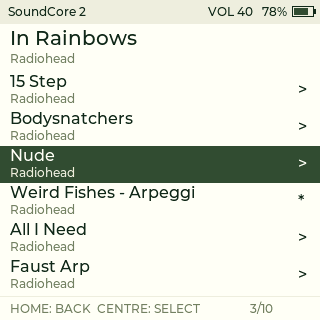 SoundCore 2 VOL 40 78%
In Rainbows
Radiohead
15 Step
Radiohead >
Bodysnatchers
Radiohead >
Nude
Radiohead >
Weird Fishes - Arpeggi
Radiohead *
All I Need
Radiohead >
Faust Arp
Radiohead >
HOME: BACK CENTRE: SELECT 3/10